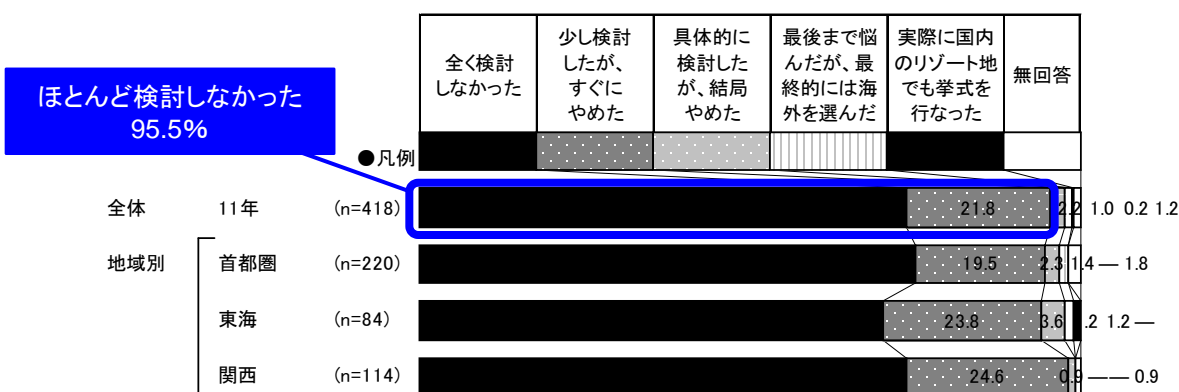 全く検討
しなかった
少し検討
したが、
すぐに
やめた
具体的に
検討した
が、結局
やめた
最後まで悩
んだが、最
終的には海
外を選んだ
実際に国内
のリゾート地
でも挙式を
行なった
無回答
ほとんど検討しなかった
95.5%
●凡例
全体 11年 (n=418) 21.8 2.2 1.0 0.2 1.2
地域別 首都圏 (n=220) 19.5 2.3 1.4 — 1.8
東海 (n=84) 23.8 3.6 .2 1.2 —
関西 (n=114) 24.6 0.9 — — 0.9